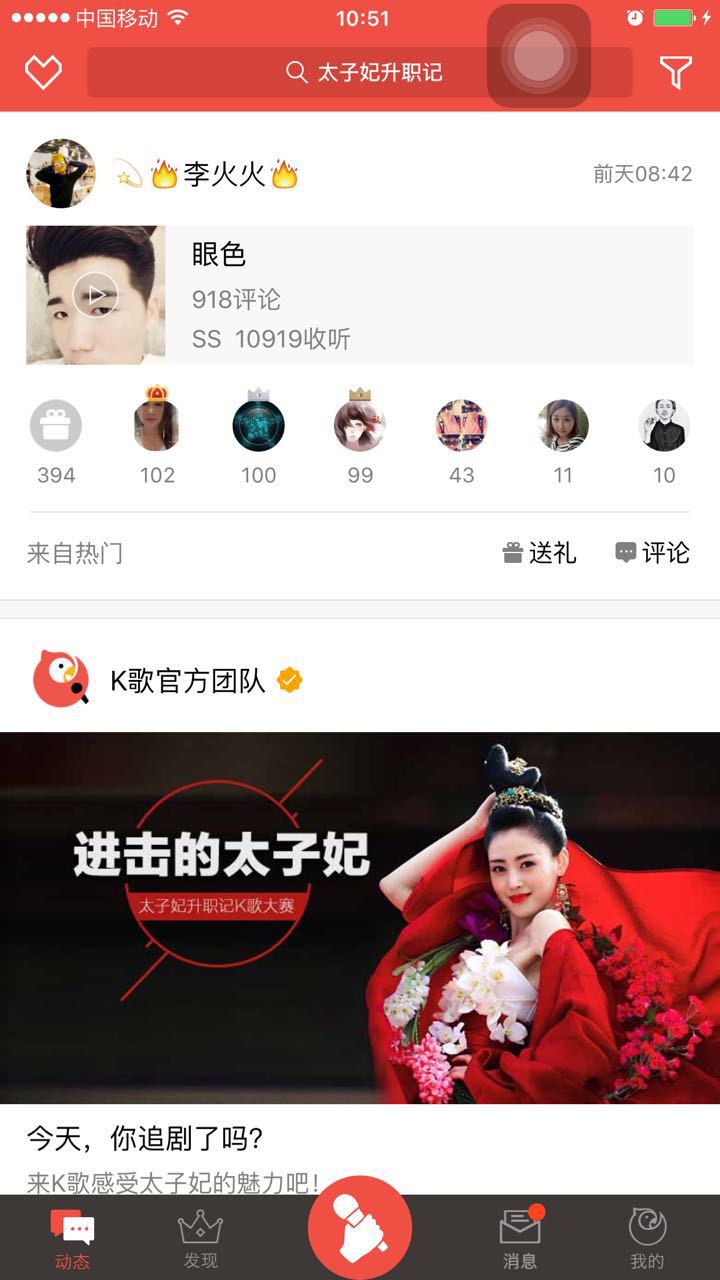 中国移动 10:51
太子妃升职记
💫🔥李火火🔥 前天08:42
眼色
918评论
SS 10919收听
394 102 100 99 43 11 10
来自热门 送礼 评论
K歌官方团队
进击的太子妃
太子妃升职记K歌大赛
今天，你追剧了吗?
来K歌感受太子妃的魅力吧！
动态 发现 消息 我的